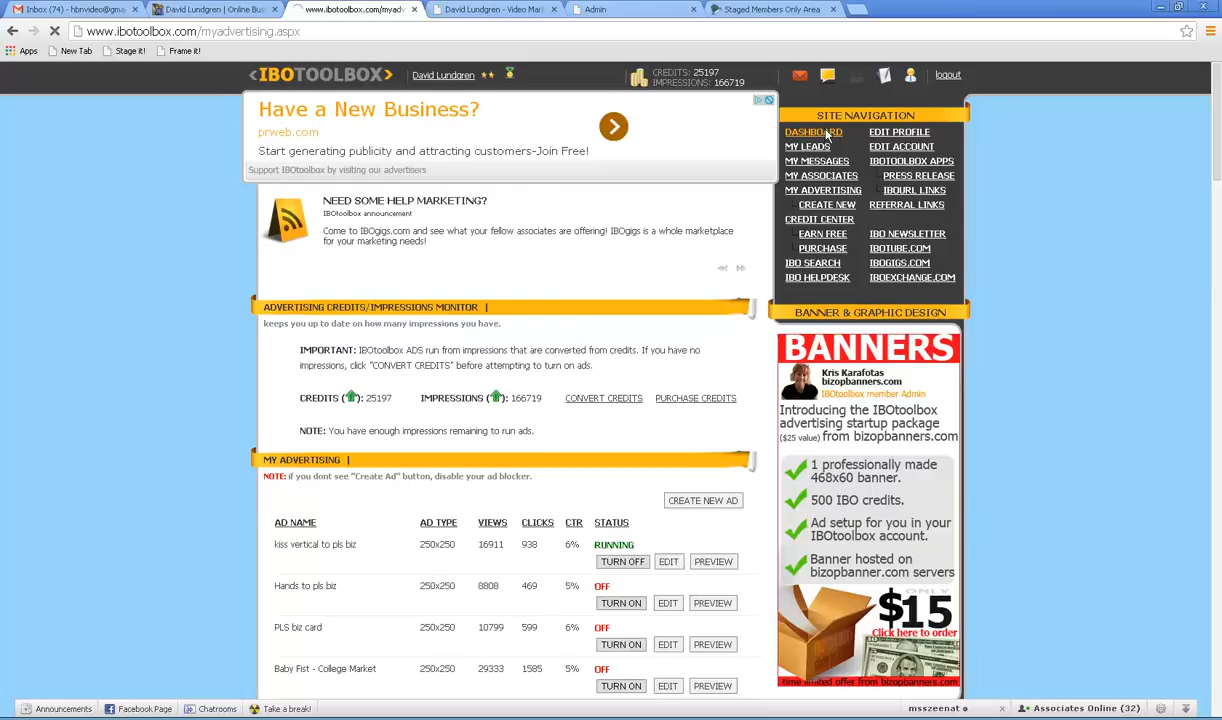 Inbox (74) - hbnvideo@gma
David Lundgren | Online Bus
www.ibotoolbox.com/myad
David Lundgren - Video Mar
Admin
Staged Members Only Area
www.ibotoolbox.com/myadvertising.aspx
Apps New Tab Stage it! Frame it!
<IBOTOOLBOX> David Lundgren CREDITS: 25197 logout
IMPRESSIONS: 166719
Have a New Business?
prweb.com
Start generating publicity and attracting customers-Join Free!
Support IBOtoolbox by visiting our advertisers
SITE NAVIGATION
DASHBOARD EDIT PROFILE
MY LEADS EDIT ACCOUNT
MY MESSAGES IBOTOOLBOX APPS
MY ASSOCIATES PRESS RELEASE
MY ADVERTISING IBOURL LINKS
CREATE NEW REFERRAL LINKS
CREDIT CENTER
EARN FREE IBO NEWSLETTER
PURCHASE IBOTUBE.COM
IBO SEARCH IBOGIGS.COM
IBO HELPDESK IBOEXCHANGE.COM
NEED SOME HELP MARKETING?
IBOtoolbox announcement
Come to IBOgigs.com and see what your fellow associates are offering! IBOgigs is a whole marketplace
for your marketing needs!
ADVERTISING CREDITS/IMPRESSIONS MONITOR |
keeps you up to date on how many impressions you have.
IMPORTANT: IBOtoolbox ADS run from impressions that are converted from credits. If you have no
impressions, click "CONVERT CREDITS" before attempting to turn on ads.
CREDITS ( ): 25197 IMPRESSIONS ( ): 166719 CONVERT CREDITS PURCHASE CREDITS
NOTE: You have enough impressions remaining to run ads.
MY ADVERTISING |
NOTE: if you dont see "Create Ad" button, disable your ad blocker.
CREATE NEW AD
AD NAME AD TYPE VIEWS CLICKS CTR STATUS
kiss vertical to pls biz 250x250 16911 938 6% RUNNING
TURN OFF EDIT PREVIEW
Hands to pls biz 250x250 8808 469 5% OFF
TURN ON EDIT PREVIEW
PLS biz card 250x250 10799 599 6% OFF
TURN ON EDIT PREVIEW
Baby Fist - College Market 250x250 29333 1585 5% OFF
TURN ON EDIT PREVIEW
BANNER & GRAPHIC DESIGN
BANNERS
Kris Karafotas
bizopbanners.com
IBOtoolbox member Admin
Introducing the IBOtoolbox
advertising startup package
($25 value) from bizopbanners.com
1 professionally made
468x60 banner.
500 IBO credits.
Ad setup for you in your
IBOtoolbox account.
Banner hosted on
bizopbanner.com servers
$15
Click here to order
time limited offer from bizopbanners.com
Announcements Facebook Page Chatrooms Take a break! msszeenat x Associates Online (32)